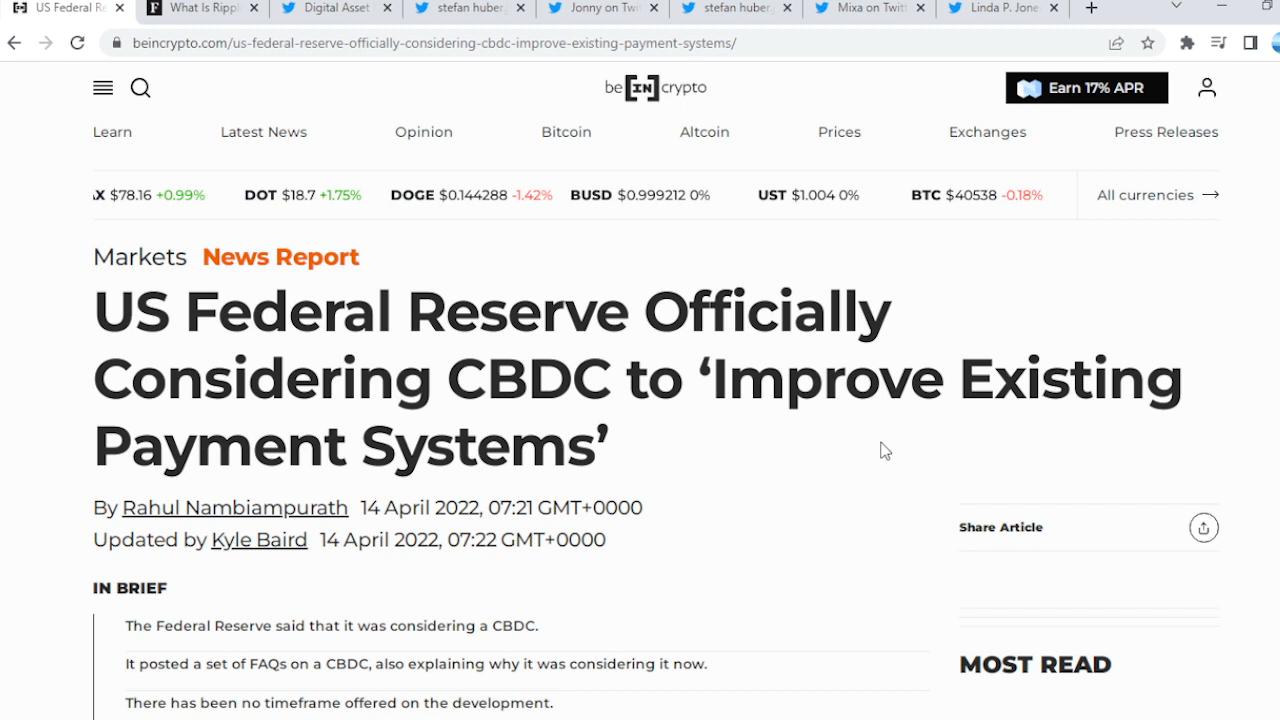 US Federal Re
What Is Rippl
Digital Asset
stefan huber
Jonny on Twi
stefan huber
Mixa on Twitt
Linda P. Jone
beincrypto.com/us-federal-reserve-officially-considering-cbdc-improve-existing-payment-systems/
be [IN] crypto
Earn 17% APR
Learn Latest News Opinion Bitcoin Altcoin Prices Exchanges Press Releases
X $78.16 +0.99% DOT $18.7 +1.75% DOGE $0.144288 -1.42% BUSD $0.999212 0% UST $1.004 0% BTC $40538 -0.18% All currencies →
Markets News Report
US Federal Reserve Officially
Considering CBDC to ‘Improve Existing
Payment Systems’
By Rahul Nambiampurath 14 April 2022, 07:21 GMT+0000
Updated by Kyle Baird 14 April 2022, 07:22 GMT+0000
Share Article
IN BRIEF
The Federal Reserve said that it was considering a CBDC.
It posted a set of FAQs on a CBDC, also explaining why it was considering it now.
There has been no timeframe offered on the development.
MOST READ